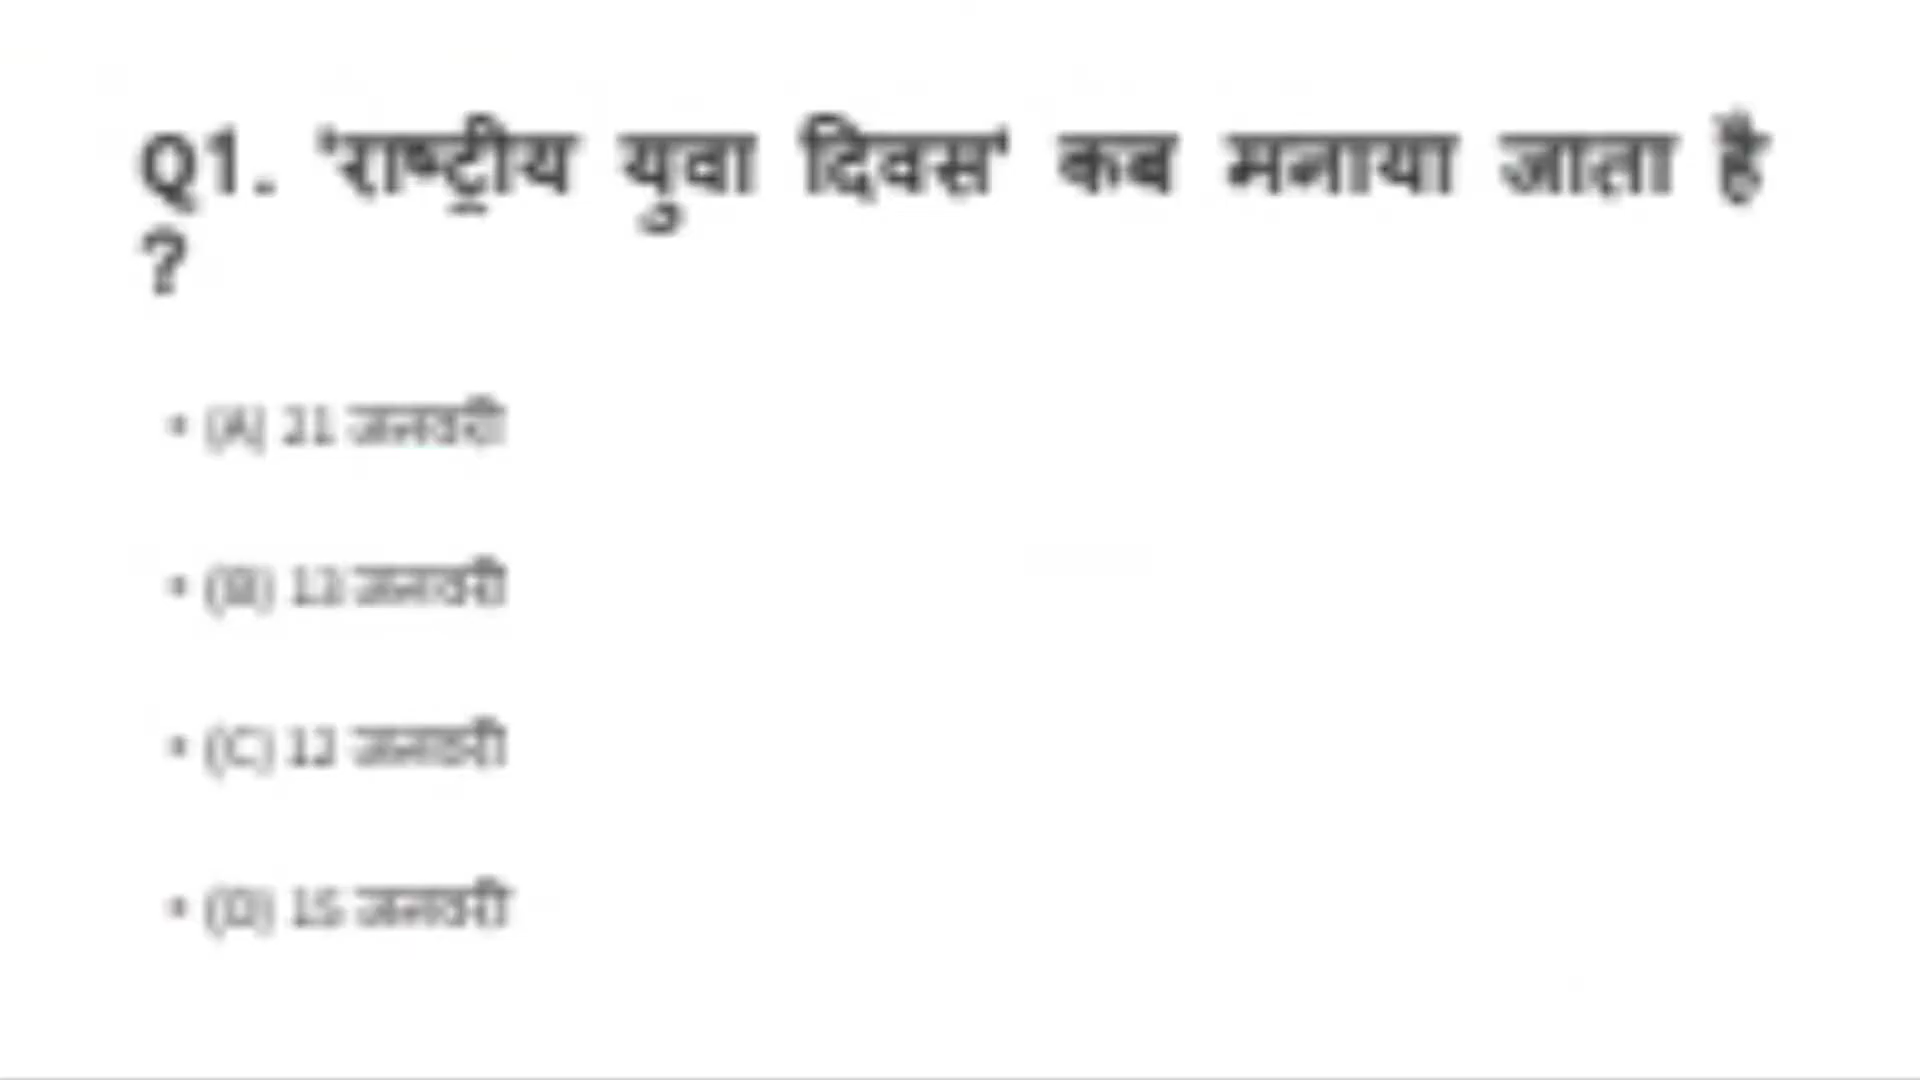 Q1. 'राष्ट्रीय युवा दिवस' कब मनाया जाता है
?
• (A) 21 जनवरी
• (B) 13 जनवरी
• (C) 12 जनवरी
• (D) 15 जनवरी